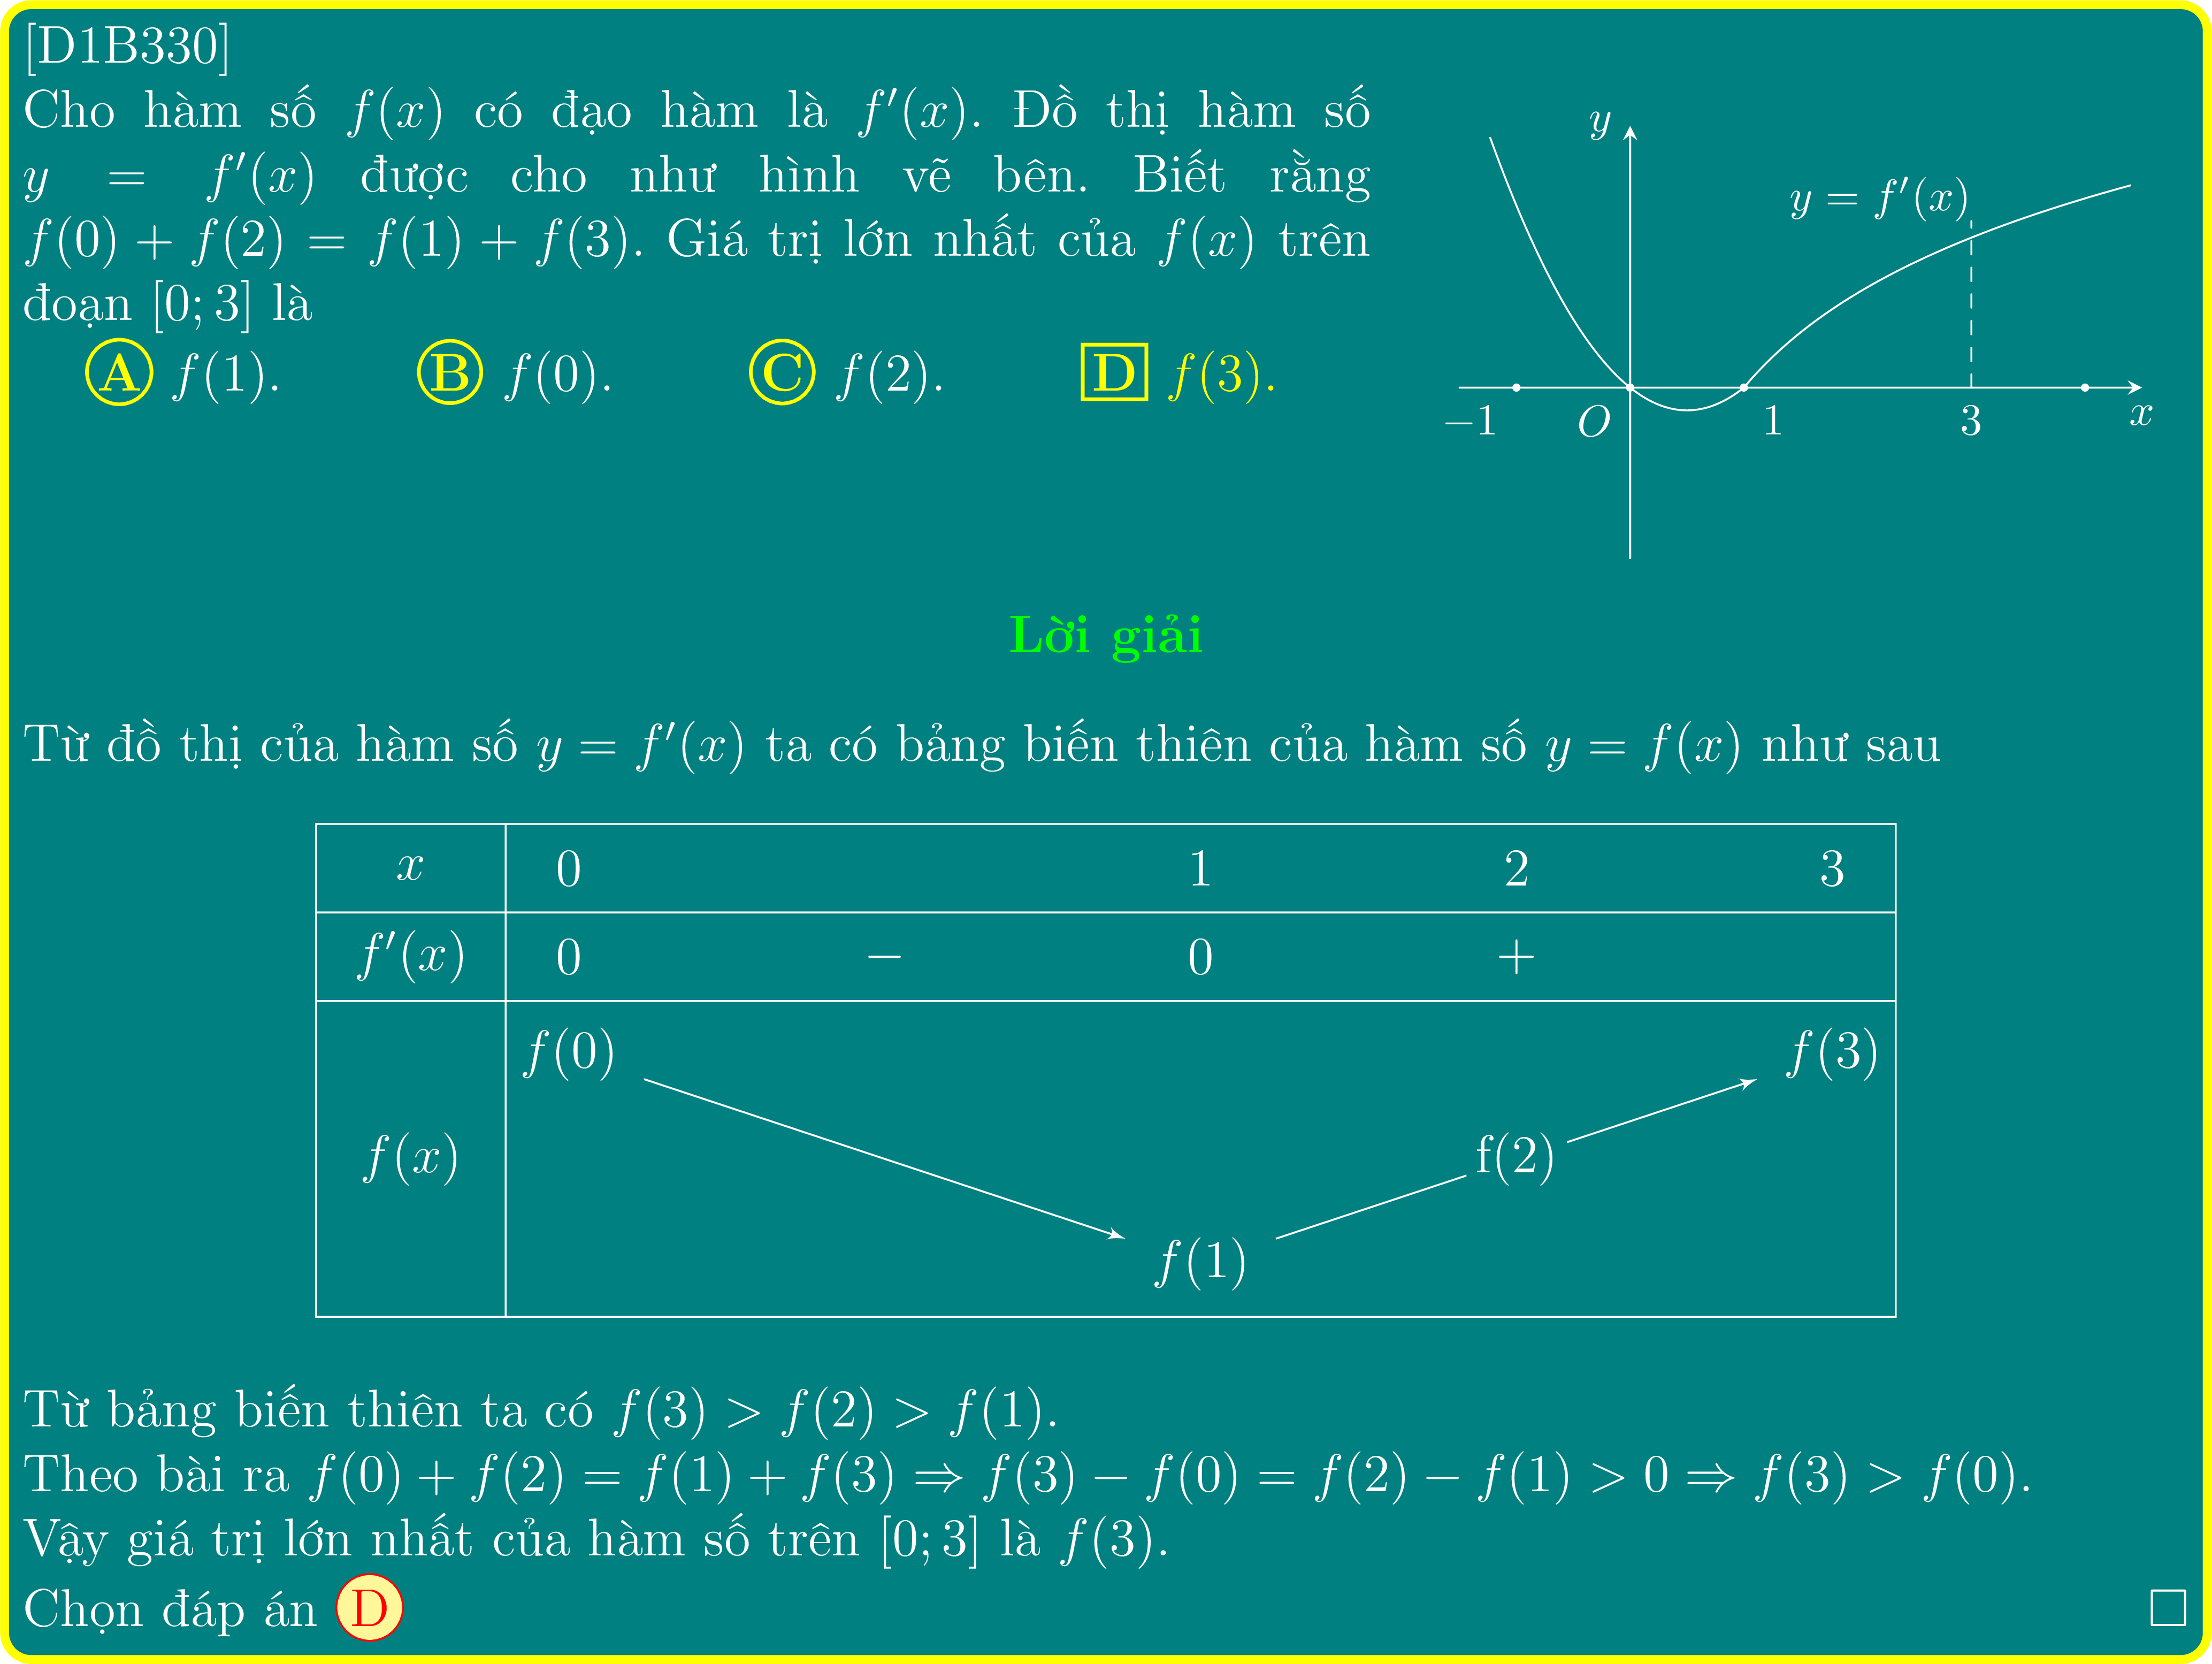 [D1B330]
Cho hàm số f(x) có đạo hàm là f′(x). Đồ thị hàm số
y = f′(x) được cho như hình vẽ bên. Biết rằng
f(0) + f(2) = f(1) + f(3). Giá trị lớn nhất của f(x) trên
đoạn [0; 3] là
A f(1). B f(0). C f(2). D f(3).
y
y = f′(x)
−1 O 1 3 x
Lời giải
Từ đồ thị của hàm số y = f′(x) ta có bảng biến thiên của hàm số y = f(x) như sau
x 0 1 2 3
f′(x) 0 − 0 +
f(0) f(3)
f(x) f(2)
f(1)
Từ bảng biến thiên ta có f(3) > f(2) > f(1).
Theo bài ra f(0) + f(2) = f(1) + f(3) ⇒ f(3) − f(0) = f(2) − f(1) > 0 ⇒ f(3) > f(0).
Vậy giá trị lớn nhất của hàm số trên [0; 3] là f(3).
Chọn đáp án D □